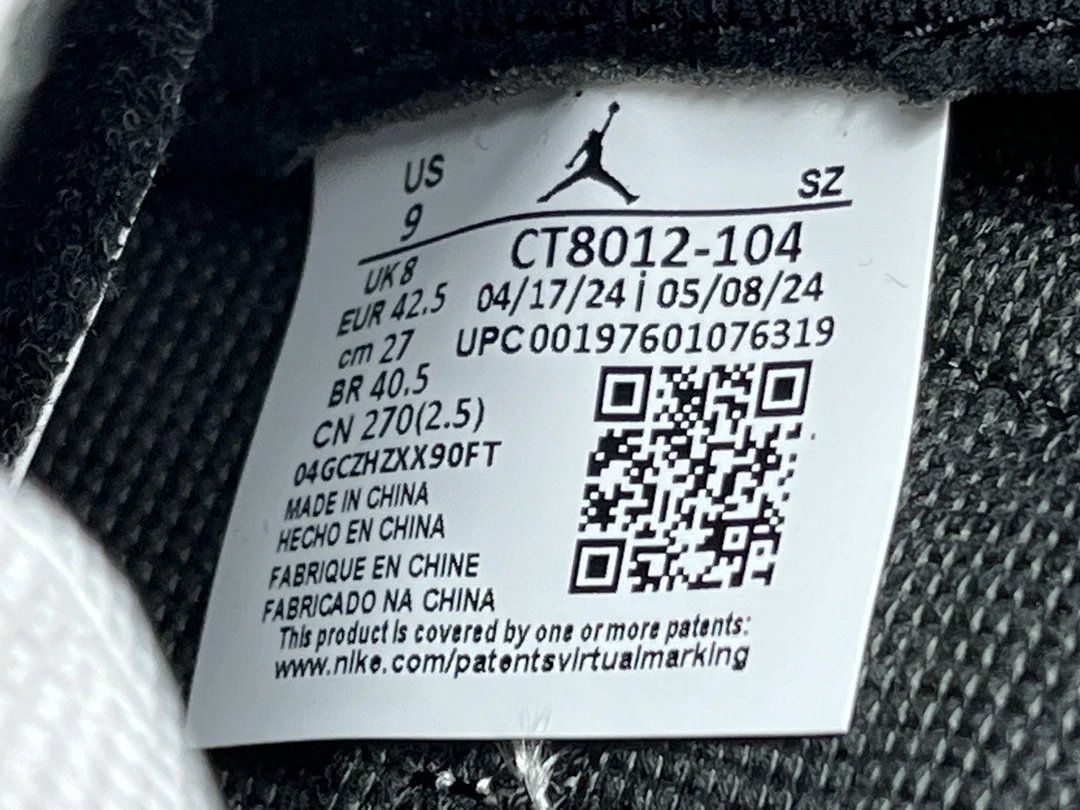 US
SZ
9
CT8012-104
UK 8
04/17/24 | 05/08/24
EUR 42.5
UPC 00197601076319
cm 27
BR 40.5
CN 270(2.5)
04GCZHZXX90FT
MADE IN CHINA
HECHO EN CHINA
FABRIQUE EN CHINE
FABRICADO NA CHINA
This product is covered by one or more patents:
www.nike.com/patentsvirtualmarking